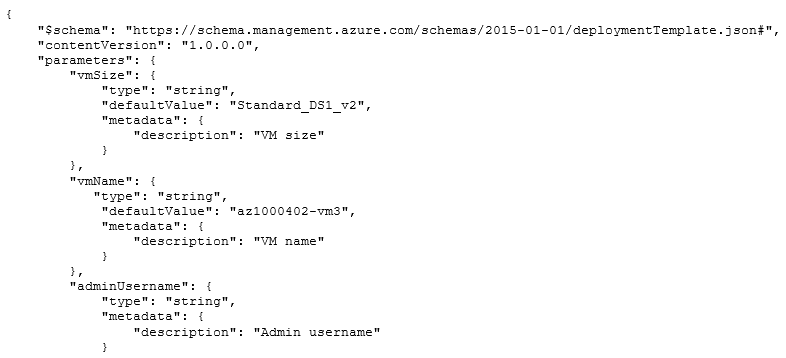 {
    "$schema": "https://schema.management.azure.com/schemas/2015-01-01/deploymentTemplate.json#",
    "contentVersion": "1.0.0.0",
    "parameters": {
        "vmSize": {
            "type": "string",
            "defaultValue": "Standard_DS1_v2",
            "metadata": {
                "description": "VM size"
            }
        },
        "vmName": {
           "type": "string",
            "defaultValue": "az1000402-vm3",
            "metadata": {
                "description": "VM name"
            }
        },
        "adminUsername": {
            "type": "string",
            "metadata": {
                "description": "Admin username"
            }